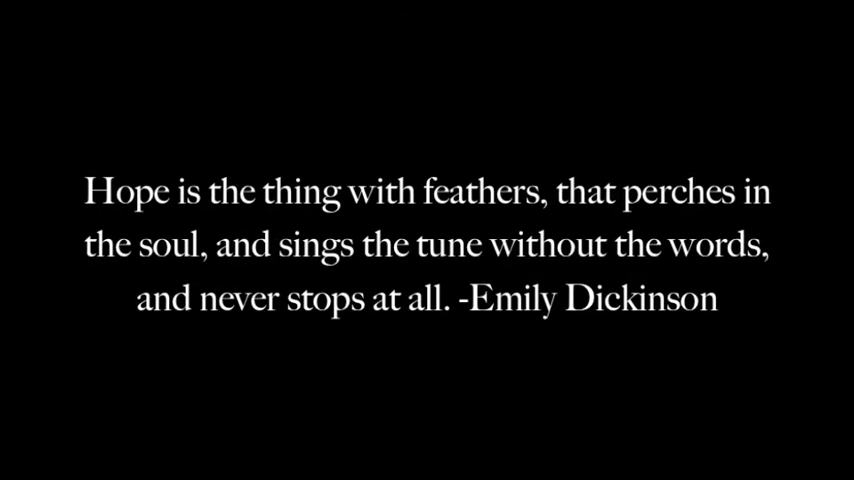 Hope is the thing with feathers, that perches in
the soul, and sings the tune without the words,
and never stops at all. -Emily Dickinson